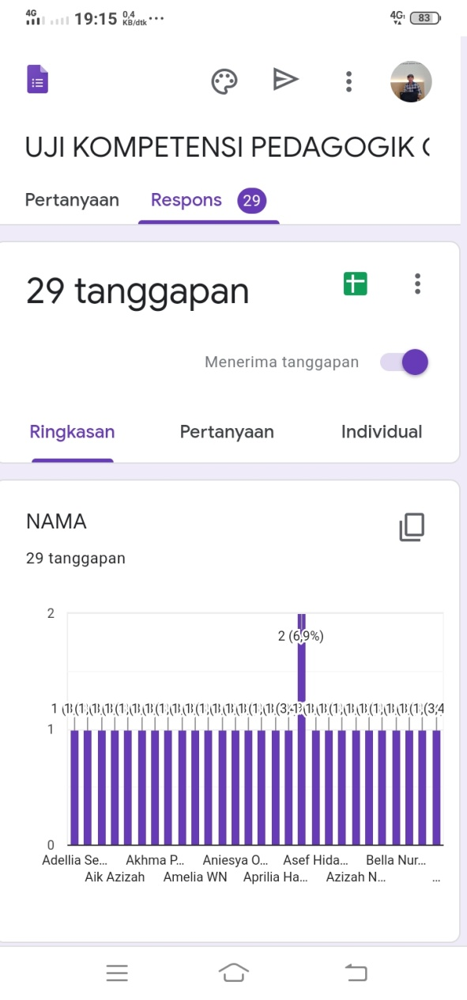 4G 19:15 0,4 KB/dtk ... 4G 83
UJI KOMPETENSI PEDAGOGIK
Pertanyaan Respons 29
29 tanggapan
Menerima tanggapan
Ringkasan Pertanyaan Individual
NAMA
29 tanggapan
2
2 (6,9%)
1
0
Adellia Se... Akhma P... Aniesya O... Asef Hida... Bella Nur...
Aik Azizah Amelia WN Aprilia Ha... Azizah N... ...